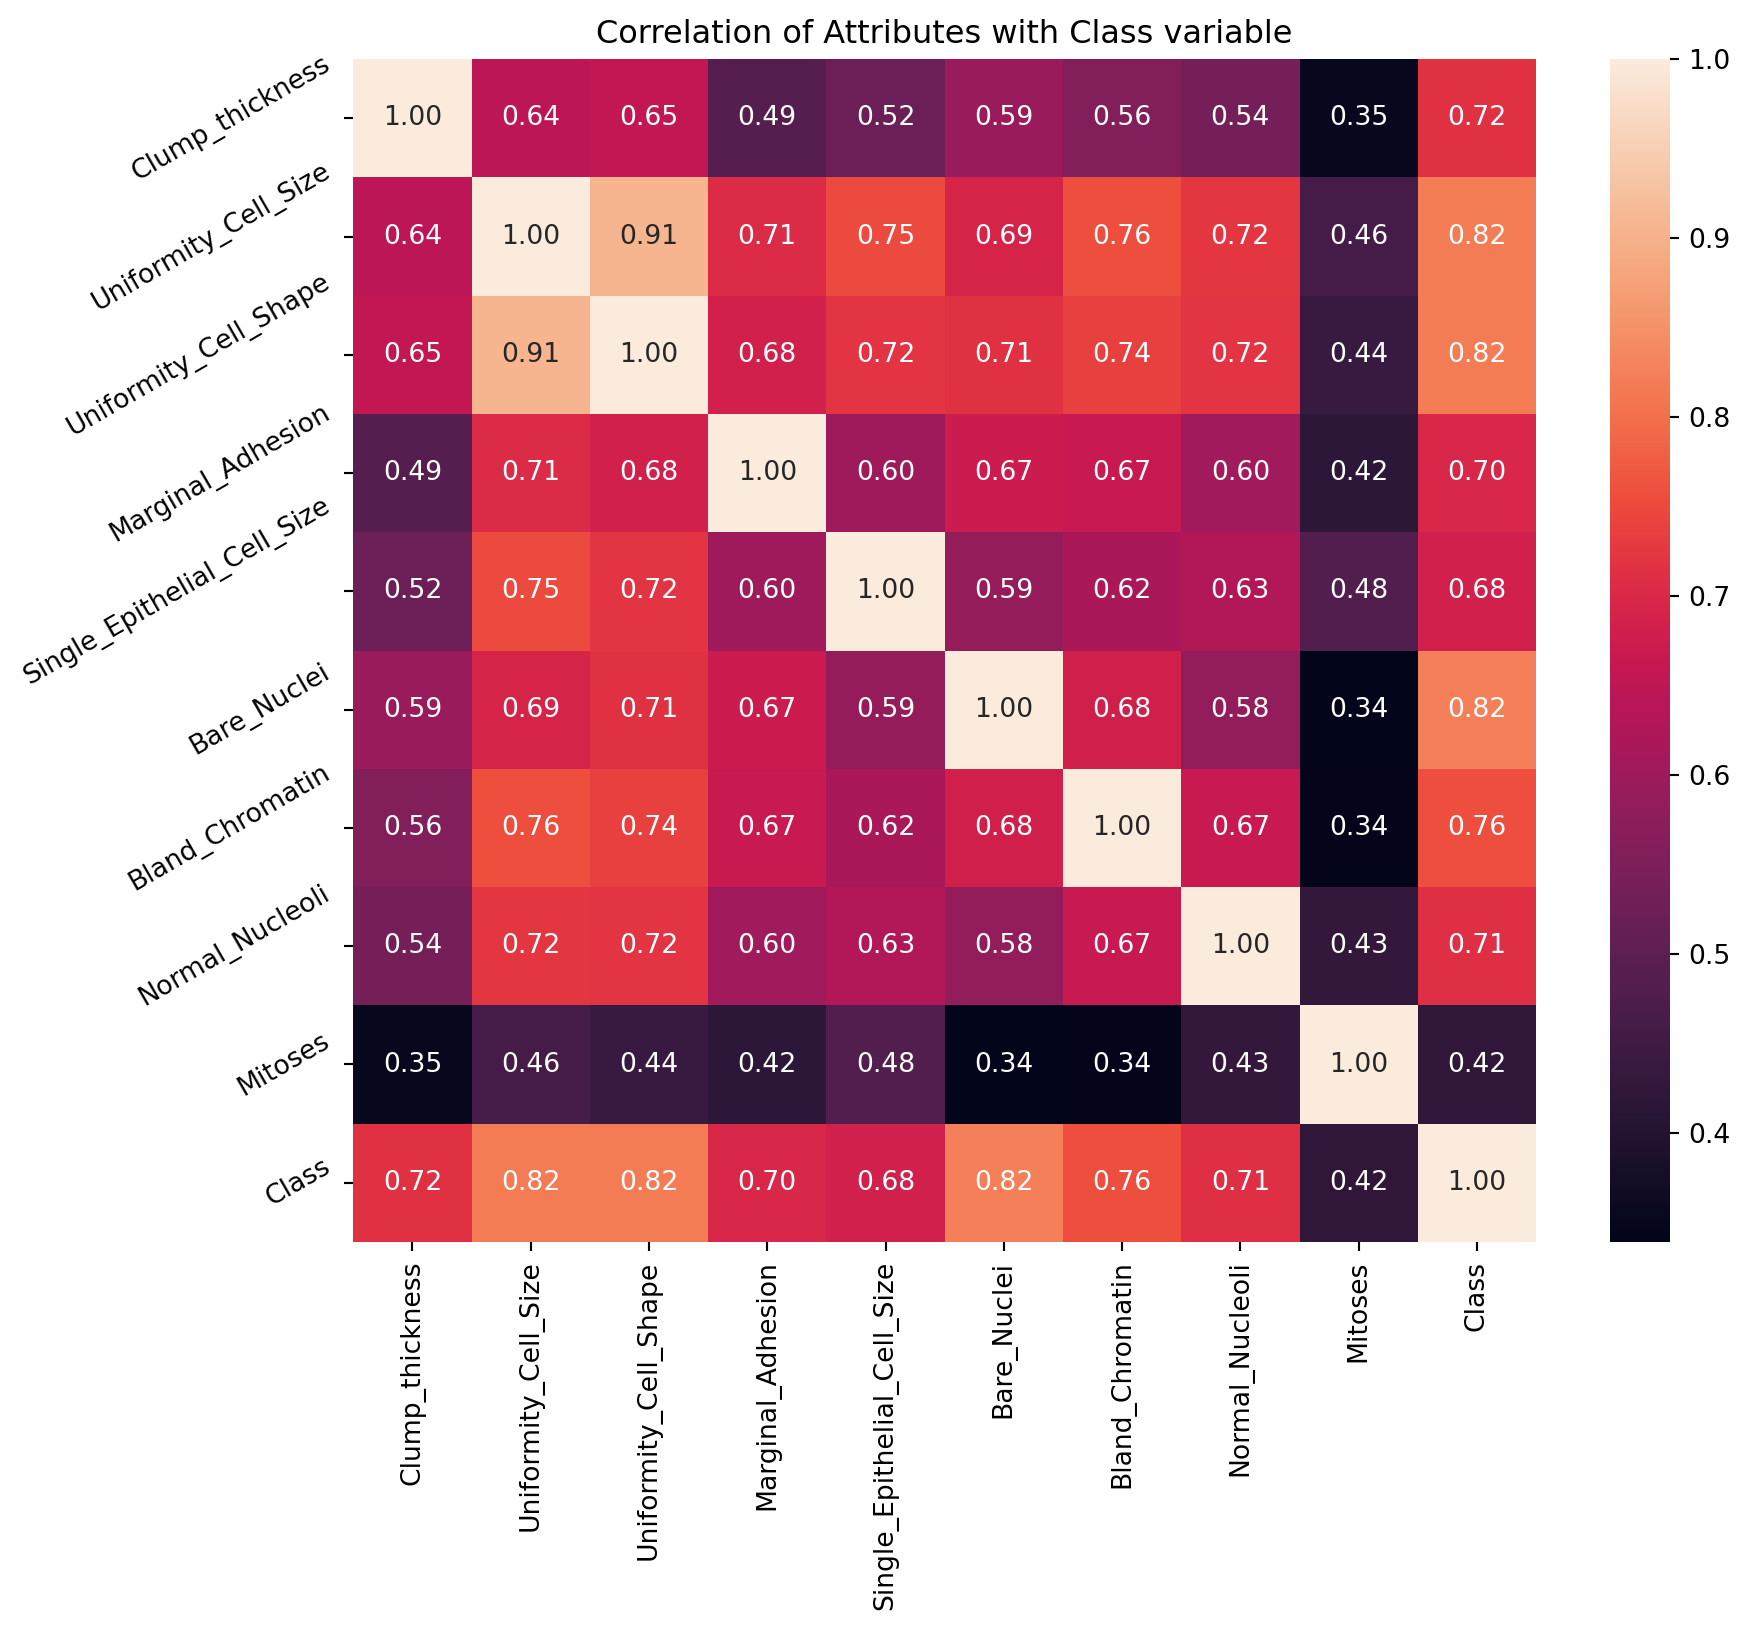 Correlation of Attributes with Class variable
Clump_thickness 1.00 0.64 0.65 0.49 0.52 0.59 0.56 0.54 0.35 0.72
Uniformity_Cell_Size 0.64 1.00 0.91 0.71 0.75 0.69 0.76 0.72 0.46 0.82
Uniformity_Cell_Shape 0.65 0.91 1.00 0.68 0.72 0.71 0.74 0.72 0.44 0.82
Marginal_Adhesion 0.49 0.71 0.68 1.00 0.60 0.67 0.67 0.60 0.42 0.70
Single_Epithelial_Cell_Size 0.52 0.75 0.72 0.60 1.00 0.59 0.62 0.63 0.48 0.68
Bare_Nuclei 0.59 0.69 0.71 0.67 0.59 1.00 0.68 0.58 0.34 0.82
Bland_Chromatin 0.56 0.76 0.74 0.67 0.62 0.68 1.00 0.67 0.34 0.76
Normal_Nucleoli 0.54 0.72 0.72 0.60 0.63 0.58 0.67 1.00 0.43 0.71
Mitoses 0.35 0.46 0.44 0.42 0.48 0.34 0.34 0.43 1.00 0.42
Class 0.72 0.82 0.82 0.70 0.68 0.82 0.76 0.71 0.42 1.00
Clump_thickness
Uniformity_Cell_Size
Uniformity_Cell_Shape
Marginal_Adhesion
Single_Epithelial_Cell_Size
Bare_Nuclei
Bland_Chromatin
Normal_Nucleoli
Mitoses
Class
1.0
0.9
0.8
0.7
0.6
0.5
0.4